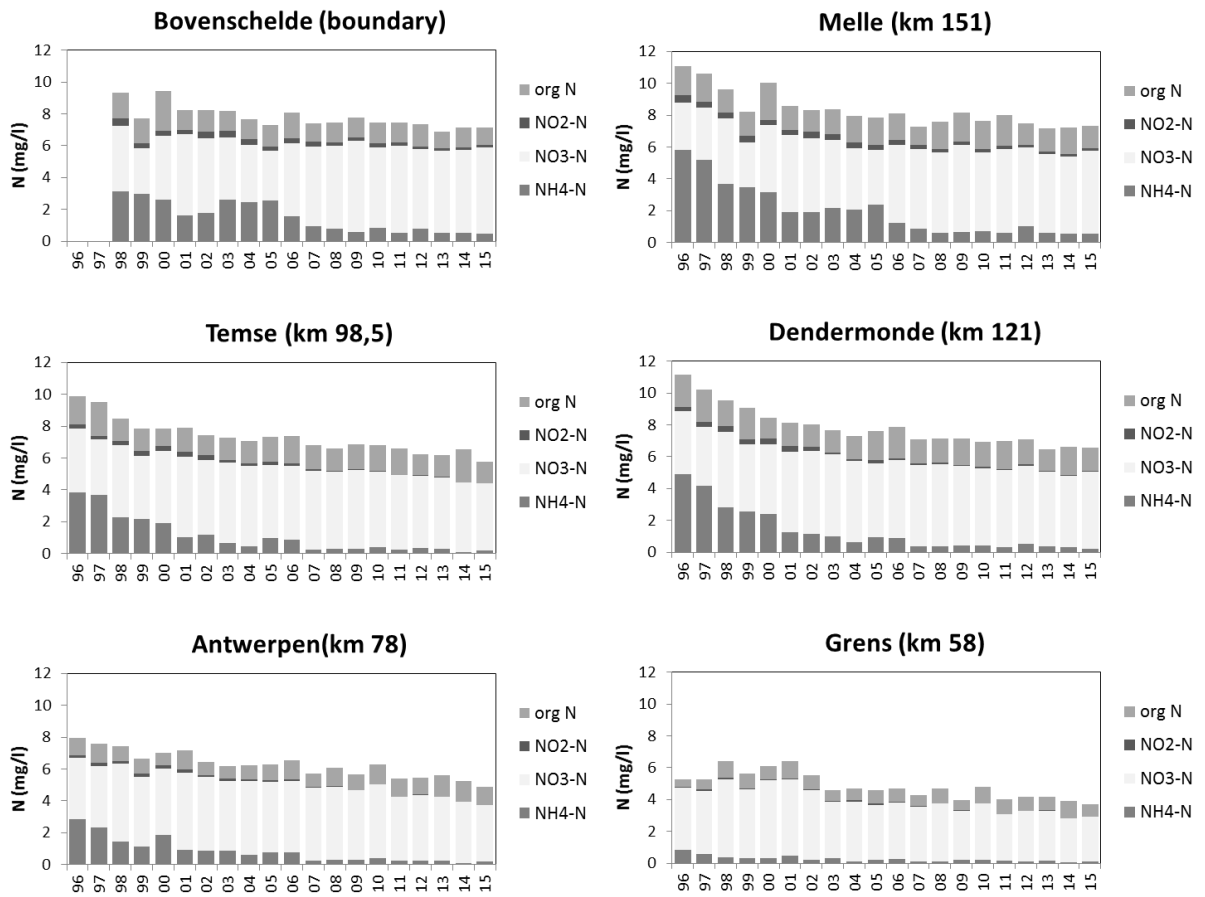 Bovenschelde (boundary)
N (mg/l)
12
10
8
6
4
2
0
96 97 98 99 00 01 02 03 04 05 06 07 08 09 10 11 12 13 14 15
org N
NO2-N
NO3-N
NH4-N
Melle (km 151)
N (mg/l)
12
10
8
6
4
2
0
96 97 98 99 00 01 02 03 04 05 06 07 08 09 10 11 12 13 14 15
org N
NO2-N
NO3-N
NH4-N
Temse (km 98,5)
N (mg/l)
12
10
8
6
4
2
0
96 97 98 99 00 01 02 03 04 05 06 07 08 09 10 11 12 13 14 15
org N
NO2-N
NO3-N
NH4-N
Dendermonde (km 121)
N (mg/l)
12
10
8
6
4
2
0
96 97 98 99 00 01 02 03 04 05 06 07 08 09 10 11 12 13 14 15
org N
NO2-N
NO3-N
NH4-N
Antwerpen(km 78)
N (mg/l)
12
10
8
6
4
2
0
96 97 98 99 00 01 02 03 04 05 06 07 08 09 10 11 12 13 14 15
org N
NO2-N
NO3-N
NH4-N
Grens (km 58)
N (mg/l)
12
10
8
6
4
2
0
96 97 98 99 00 01 02 03 04 05 06 07 08 09 10 11 12 13 14 15
org N
NO2-N
NO3-N
NH4-N